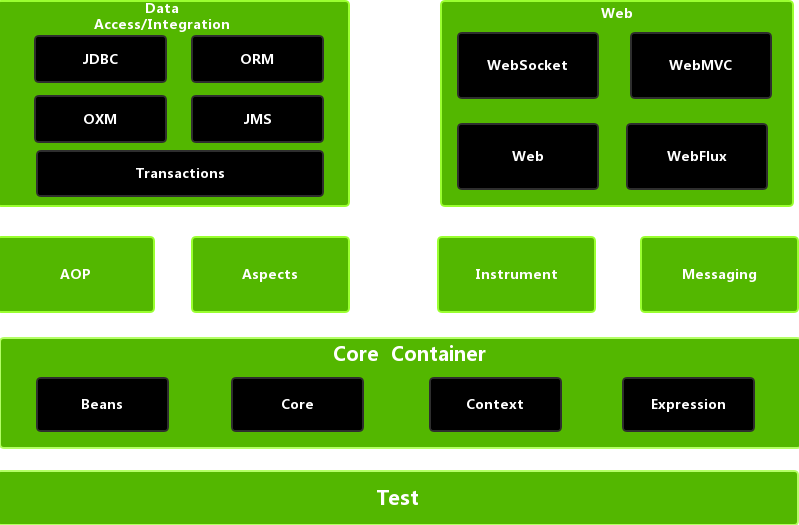 Data
Access/Integration
JDBC
ORM
OXM
JMS
Transactions
Web
WebSocket
WebMVC
Web
WebFlux
AOP
Aspects
Instrument
Messaging
Core Container
Beans
Core
Context
Expression
Test